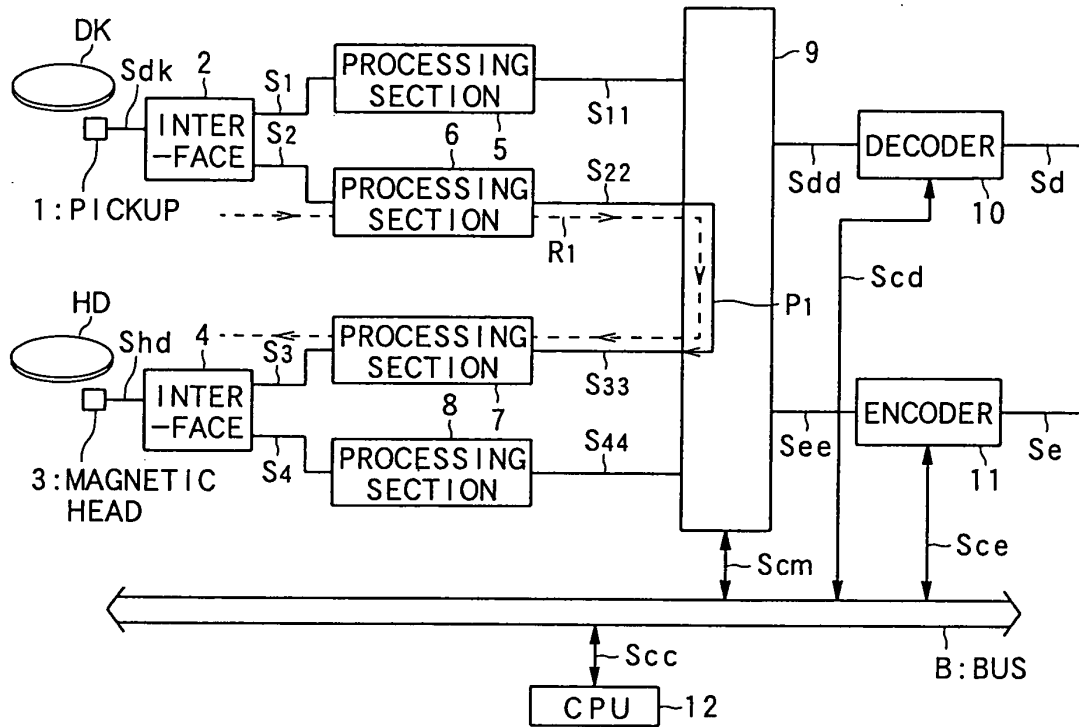 DK
Sdk
2
INTER
-FACE
1:PICKUP
S1
S2
PROCESSING
SECTION
5
S11
6
PROCESSING
SECTION
S22
R1
9
P1
DECODER
10
Sdd
Sd
Scd
HD
Shd
4
INTER
-FACE
3:MAGNETIC
HEAD
S3
S4
PROCESSING
SECTION
7
S33
8
PROCESSING
SECTION
S44
ENCODER
11
See
Se
Sce
Scm
B:BUS
Scc
CPU
12